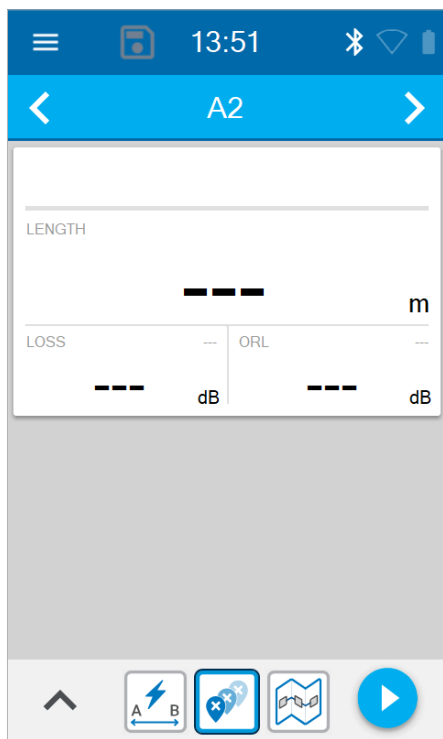 13:51
A2
LENGTH
---
m
LOSS --- ORL ---
--- dB --- dB
A B